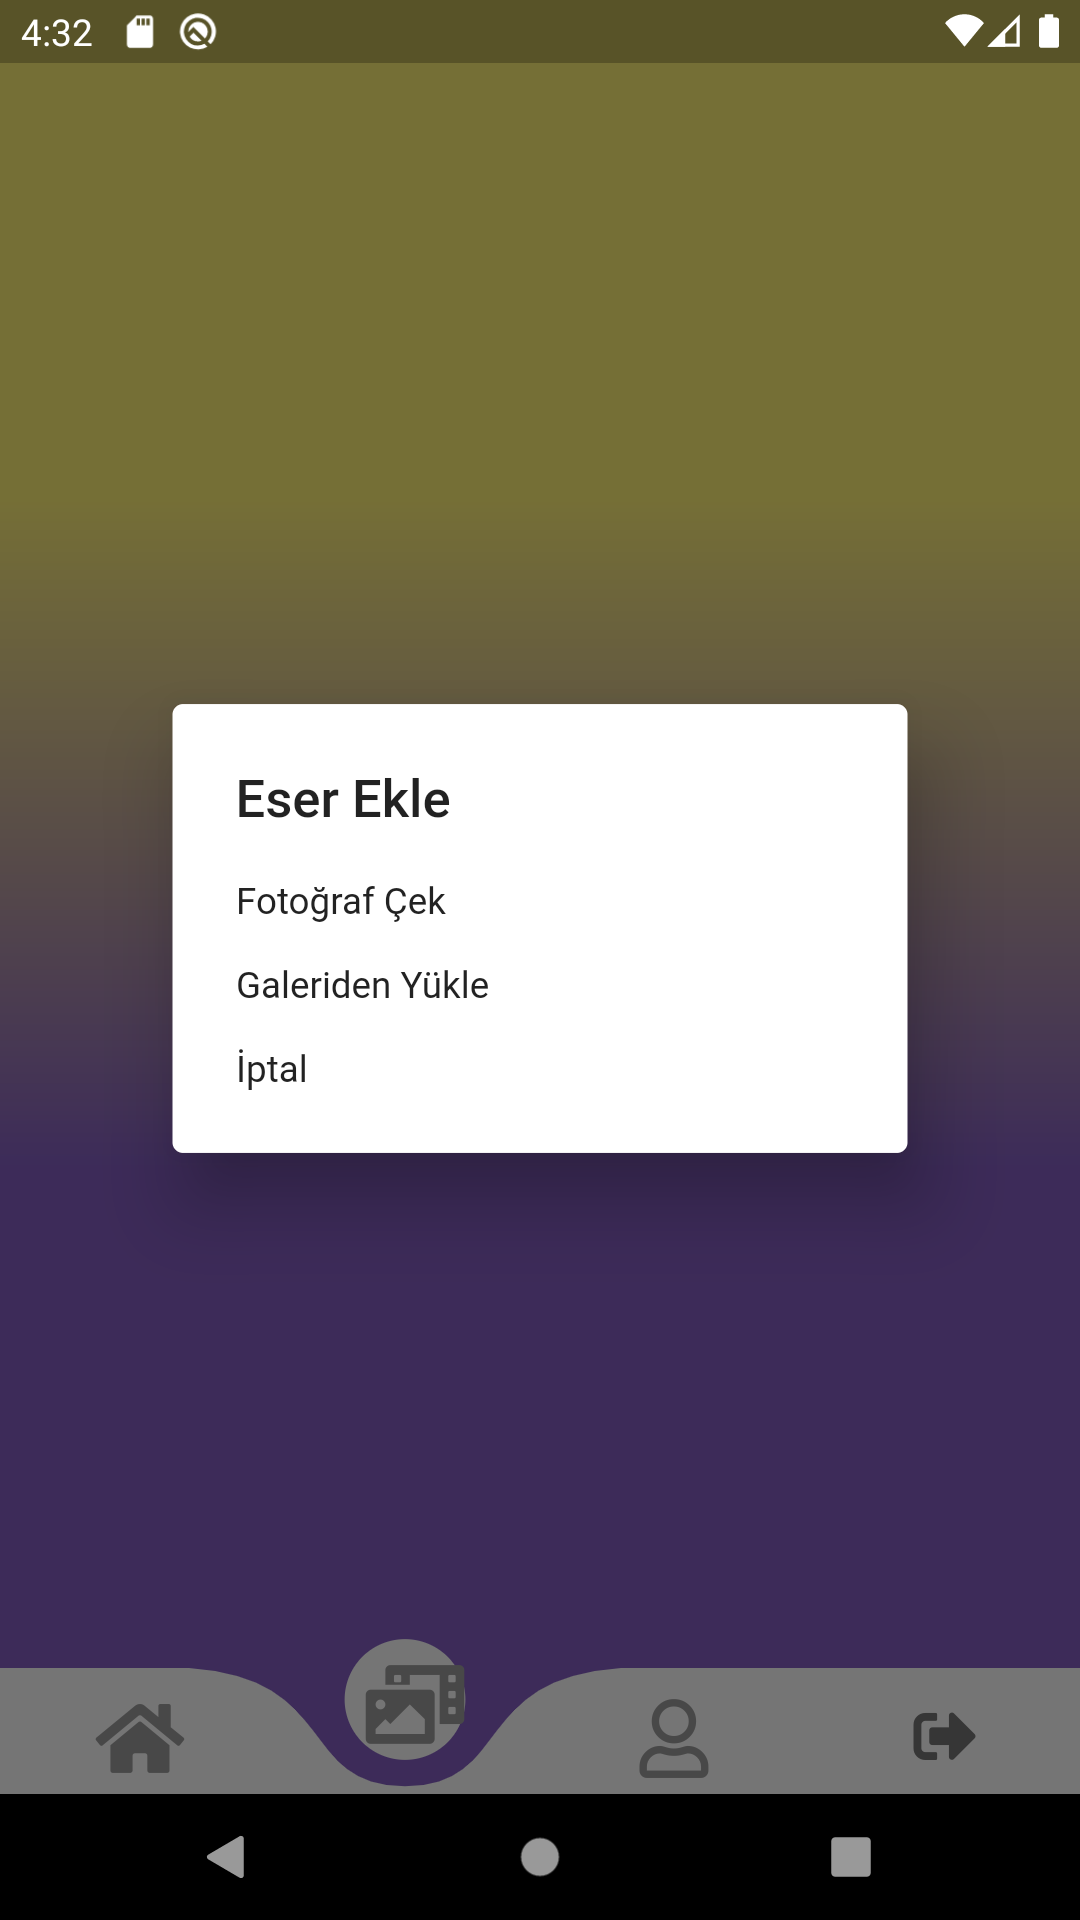 4:32
Eser Ekle
Fotoğraf Çek
Galeriden Yükle
İptal